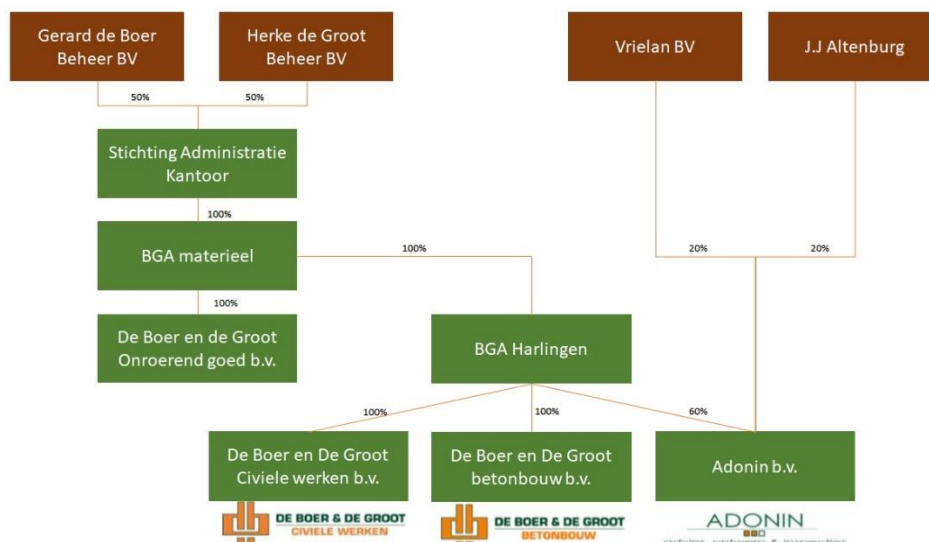 Gerard de Boer
Beheer BV
Herke de Groot
Beheer BV
Vrielan BV
J.J Altenburg
50%
50%
Stichting Administratie
Kantoor
100%
BGA materieel
100%
20%
20%
100%
De Boer en de Groot
Onroerend goed b.v.
BGA Harlingen
100%
100%
60%
De Boer en De Groot
Civiele werken b.v.
De Boer en De Groot
betonbouw b.v.
Adonin b.v.
DE BOER & DE GROOT
CIVIELE WERKEN
DE BOER & DE GROOT
BETONBOUW
ADONIN